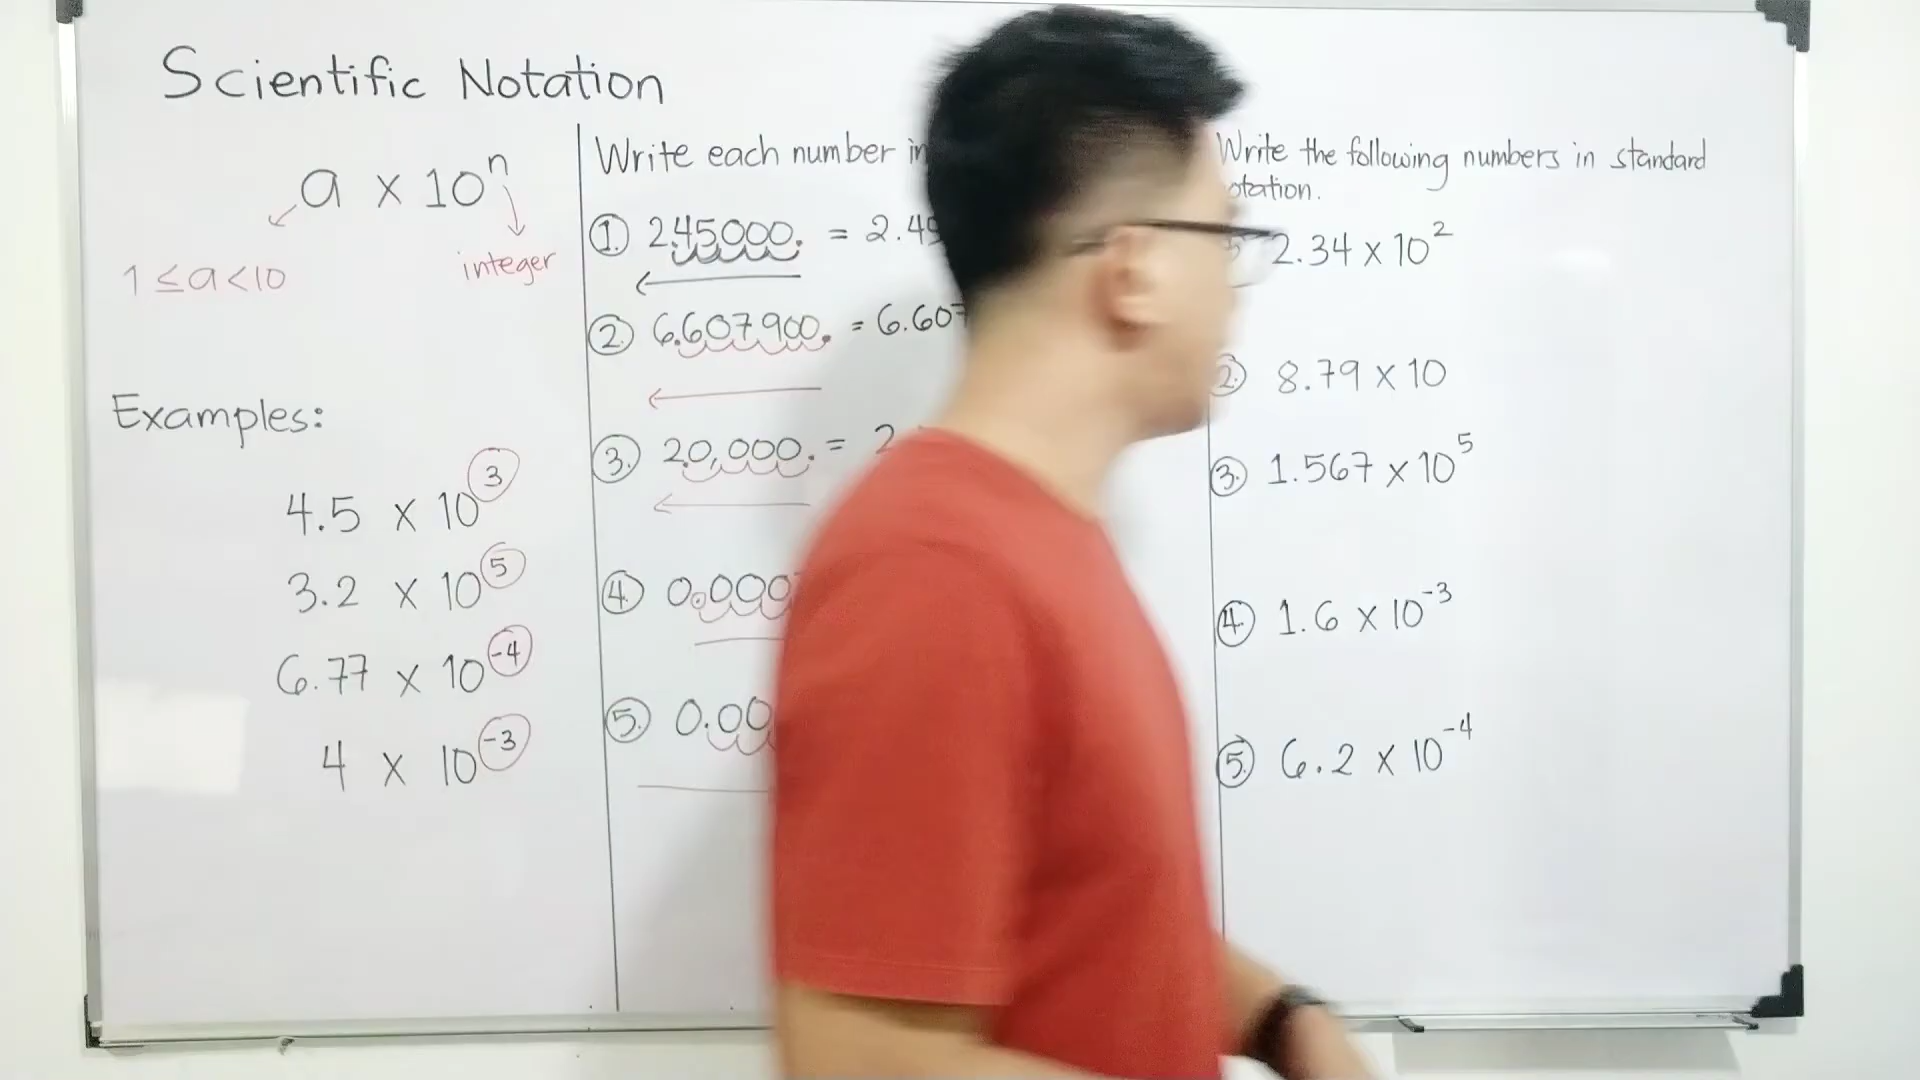 Scientific Notation
a x 10^n
1 ≤ a < 10
integer
Examples:
4.5 x 10^3
3.2 x 10^5
6.77 x 10^-4
4 x 10^-3
Write each number in
1. 245000. = 2.45
2. 6,607,900. = 6.607
3. 20,000. = 2
4. 0.000
5. 0.00
Write the following numbers in standard
otation.
2.34 x 10^2
2. 8.79 x 10
3. 1.567 x 10^5
4. 1.6 x 10^-3
5. 6.2 x 10^-4